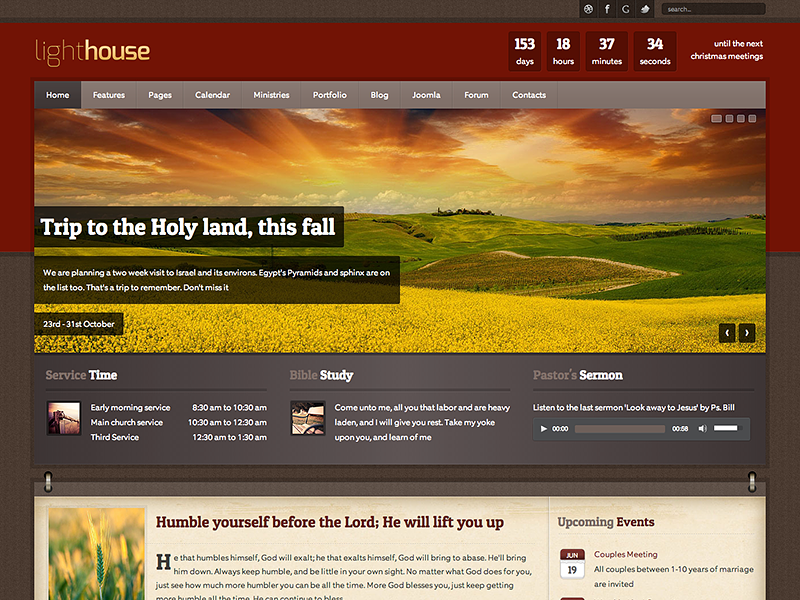 search...
lighthouse
153 18 37 34
days hours minutes seconds
until the next
christmas meetings
Home Features Pages Calendar Ministries Portfolio Blog Joomla Forum Contacts
Trip to the Holy land, this fall
We are planning a two week visit to Israel and its environs. Egypt's Pyramids and sphinx are on
the list too. That's a trip to remember. Don't miss it
23rd - 31st October
Service Time
Early morning service 8:30 am to 10:30 am
Main church service 10:30 am to 12:30 am
Third Service 12:30 am to 1:30 am
Bible Study
Come unto me, all you that labor and are heavy
laden, and I will give you rest. Take my yoke
upon you, and learn of me
Pastor's Sermon
Listen to the last sermon 'Look away to Jesus' by Ps. Bill
00:00 00:58
Humble yourself before the Lord; He will lift you up
He that humbles himself, God will exalt; he that exalts himself, God will bring to abase. He'll bring
him down. Always keep humble, and be little in your own sight. No matter what God does for you,
just see how much more humbler you can be all the time. More God blesses you, just keep getting
more humble all the time. He can continue to bless
Upcoming Events
JUN
19
Couples Meeting
All couples between 1-10 years of marriage
are invited